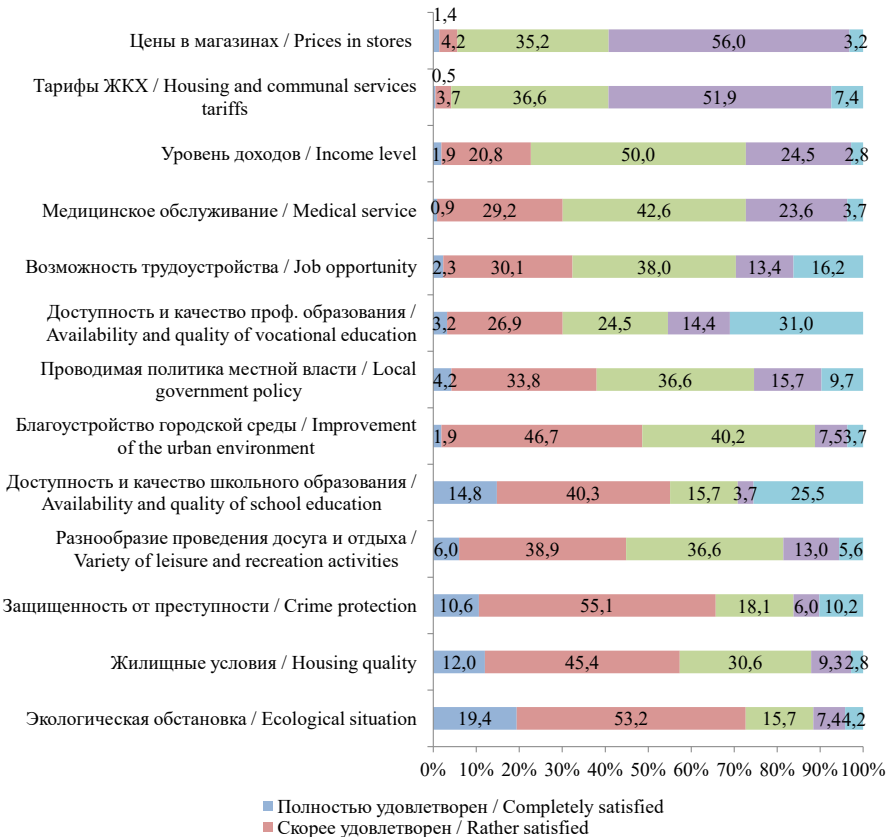 1,4
Цены в магазинах / Prices in stores 4,2 35,2 56,0 3,2
0,5
Тарифы ЖКХ / Housing and communal services
tariffs 3,7 36,6 51,9 7,4
Уровень доходов / Income level 1,9 20,8 50,0 24,5 2,8
Медицинское обслуживание / Medical service 0,9 29,2 42,6 23,6 3,7
Возможность трудоустройства / Job opportunity 2,3 30,1 38,0 13,4 16,2
Доступность и качество проф. образования /
Availability and quality of vocational education 3,2 26,9 24,5 14,4 31,0
Проводимая политика местной власти / Local
government policy 4,2 33,8 36,6 15,7 9,7
Благоустройство городской среды / Improvement
of the urban environment 1,9 46,7 40,2 7,5 3,7
Доступность и качество школьного образования /
Availability and quality of school education 14,8 40,3 15,7 3,7 25,5
Разнообразие проведения досуга и отдыха /
Variety of leisure and recreation activities 6,0 38,9 36,6 13,0 5,6
Защищенность от преступности / Crime protection 10,6 55,1 18,1 6,0 10,2
Жилищные условия / Housing quality 12,0 45,4 30,6 9,3 2,8
Экологическая обстановка / Ecological situation 19,4 53,2 15,7 7,4 4,2
0% 10% 20% 30% 40% 50% 60% 70% 80% 90% 100%
Полностью удовлетворен / Completely satisfied
Скорее удовлетворен / Rather satisfied